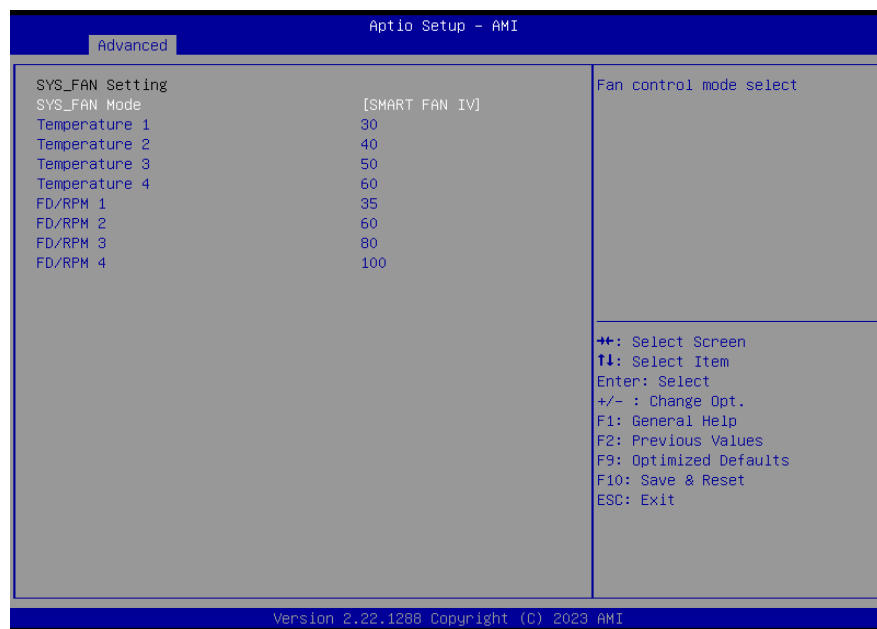 Aptio Setup – AMI
Advanced
SYS_FAN Setting
SYS_FAN Mode [SMART FAN IV]
Temperature 1 30
Temperature 2 40
Temperature 3 50
Temperature 4 60
FD/RPM 1 35
FD/RPM 2 60
FD/RPM 3 80
FD/RPM 4 100
Fan control mode select
→←: Select Screen
↑↓: Select Item
Enter: Select
+/– : Change Opt.
F1: General Help
F2: Previous Values
F9: Optimized Defaults
F10: Save & Reset
ESC: Exit
Version 2.22.1288 Copyright (C) 2023 AMI